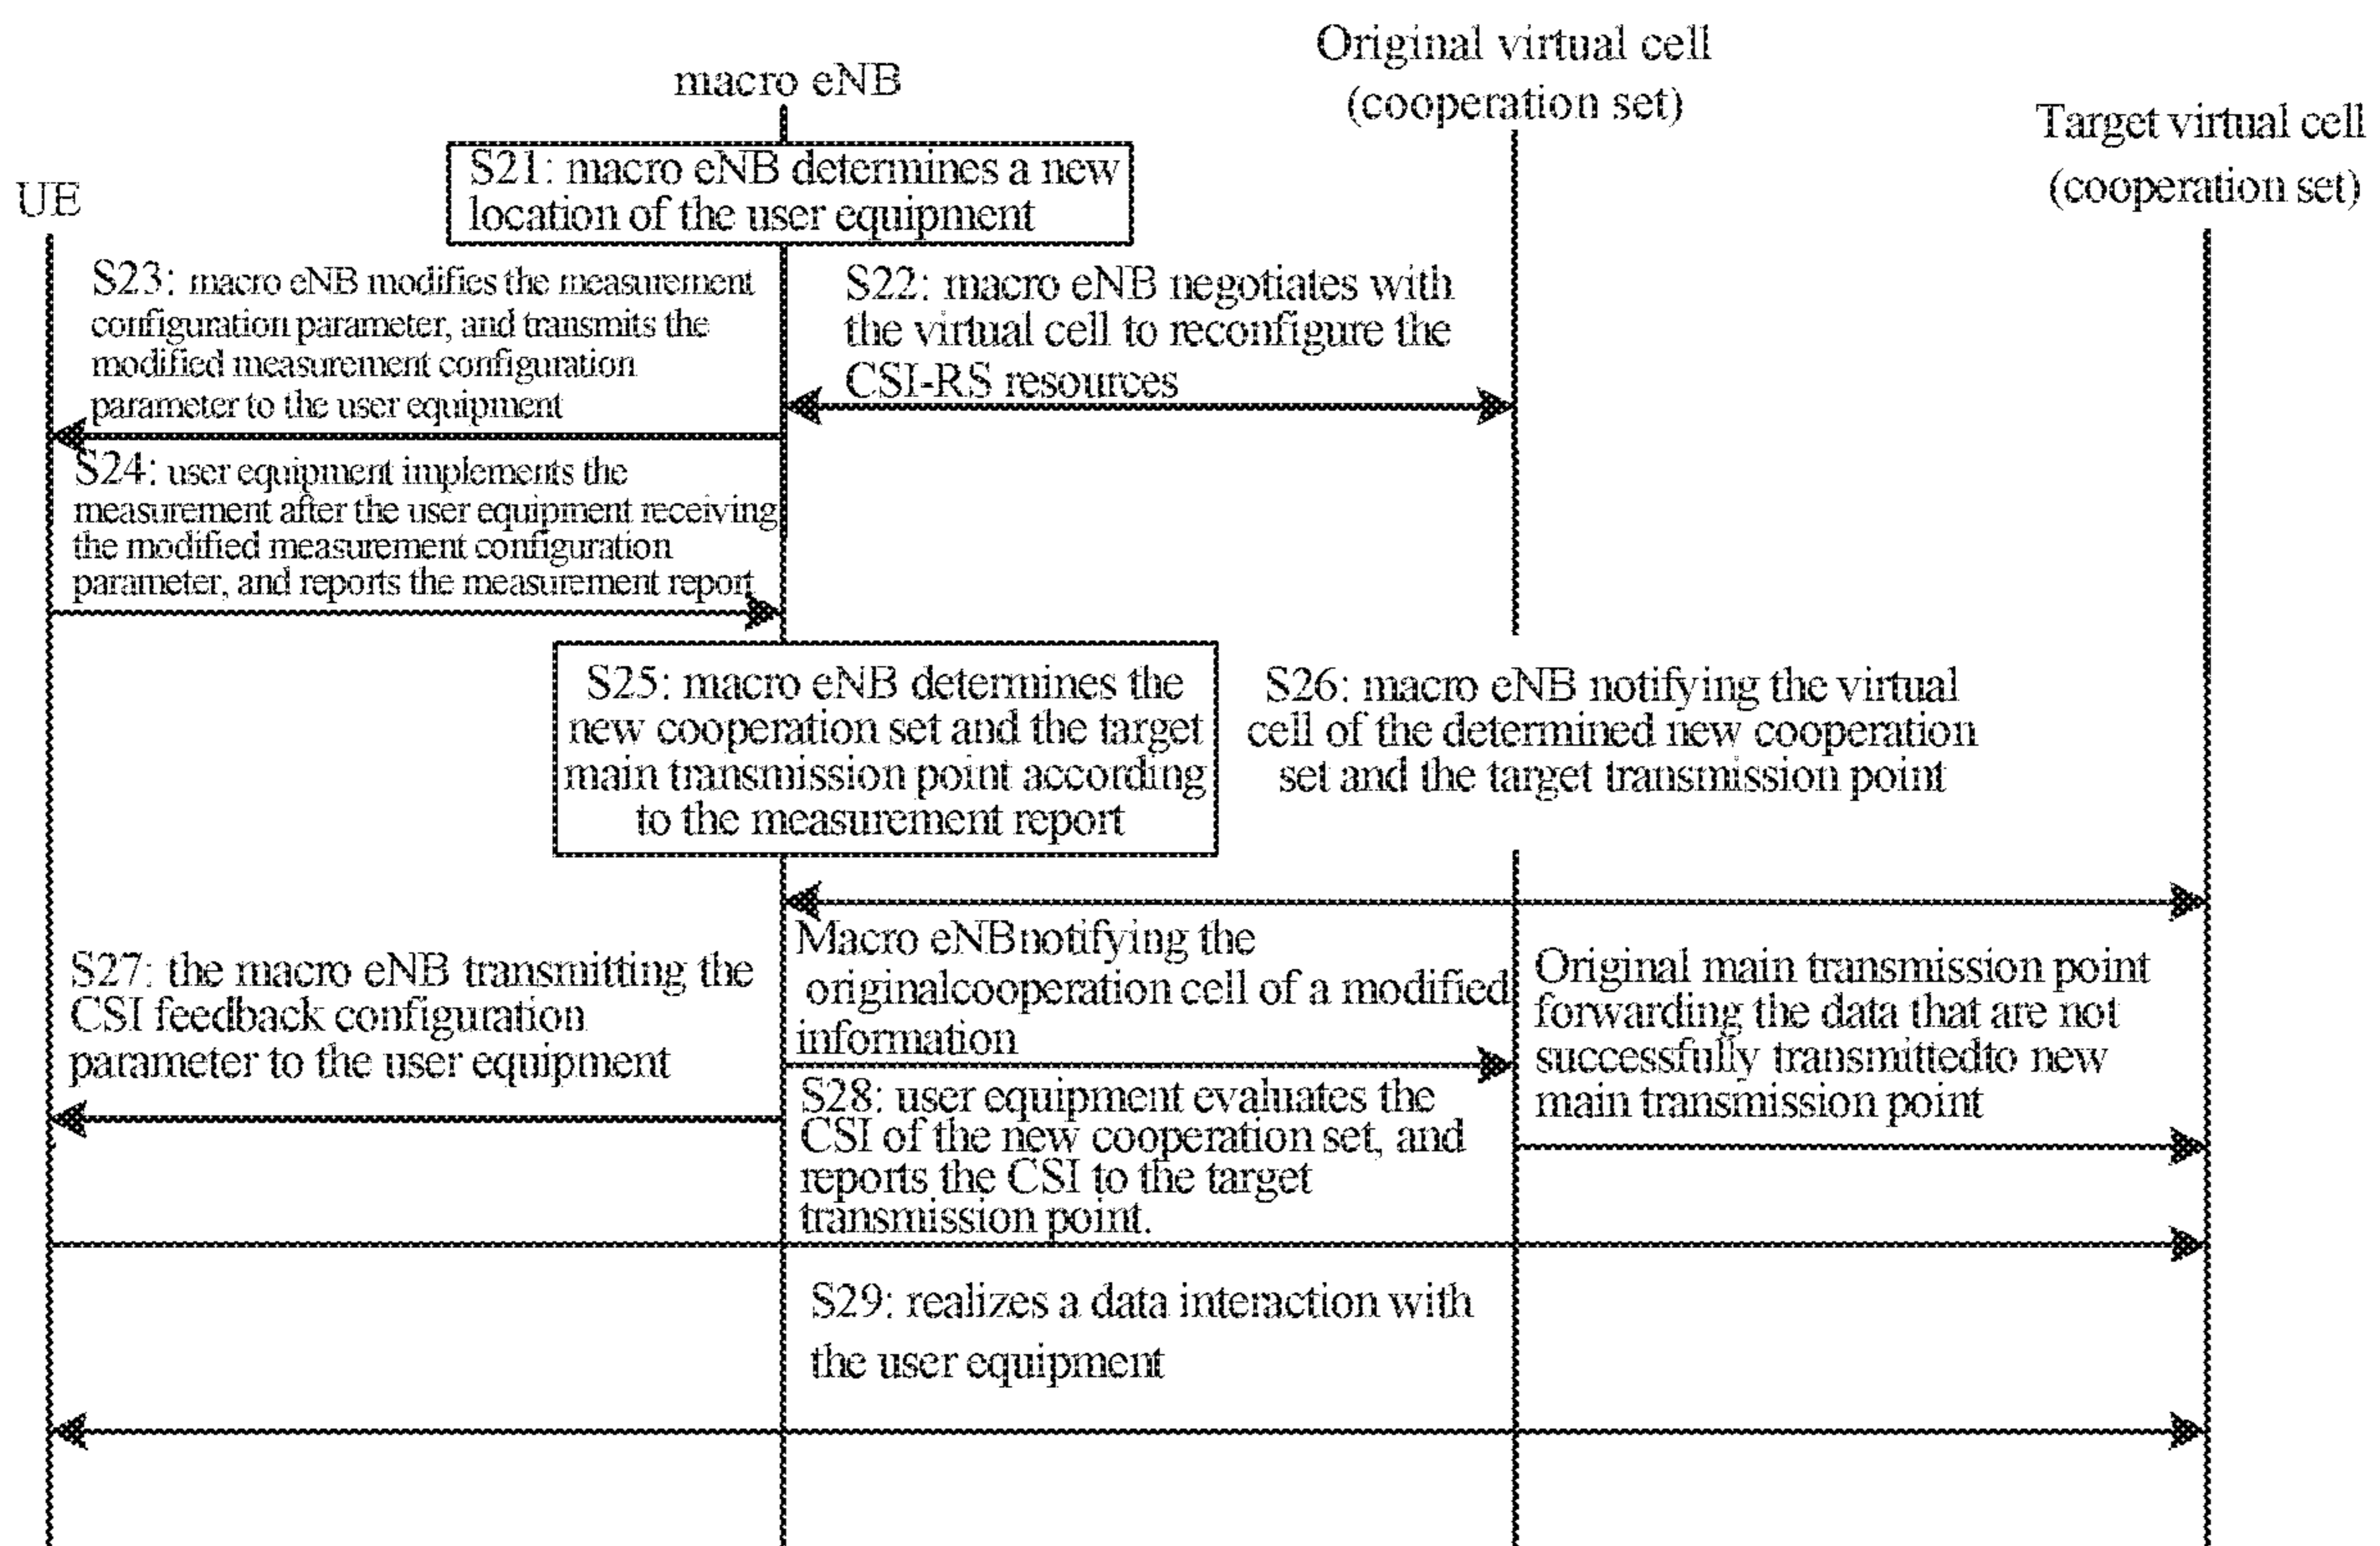 Original virtual cell
(cooperation set)
macro eNB
Target virtual cell
(cooperation set)
UE
S21: macro eNB determines a new
location of the user equipment
S23: macro eNB modifies the measurement
configuration parameter, and transmits the
modified measurement configuration
parameter to the user equipment
S22: macro eNB negotiates with
the virtual cell to reconfigure the
CSI-RS resources
S24: user equipment implements the
measurement after the user equipment receiving
the modified measurement configuration
parameter, and reports the measurement report
S25: macro eNB determines the
new cooperation set and the target
main transmission point according
to the measurement report
S26: macro eNB notifying the virtual
cell of the determined new cooperation
set and the target transmission point
Macro eNBnotifying the
originalcooperation cell of a modified
information
S27: the macro eNB transmitting the
CSI feedback configuration
parameter to the user equipment
Original main transmission point
forwarding the data that are not
successfully transmittedto new
main transmission point
S28: user equipment evaluates the
CSI of the new cooperation set, and
reports the CSI to the target
transmission point.
S29: realizes a data interaction with
the user equipment